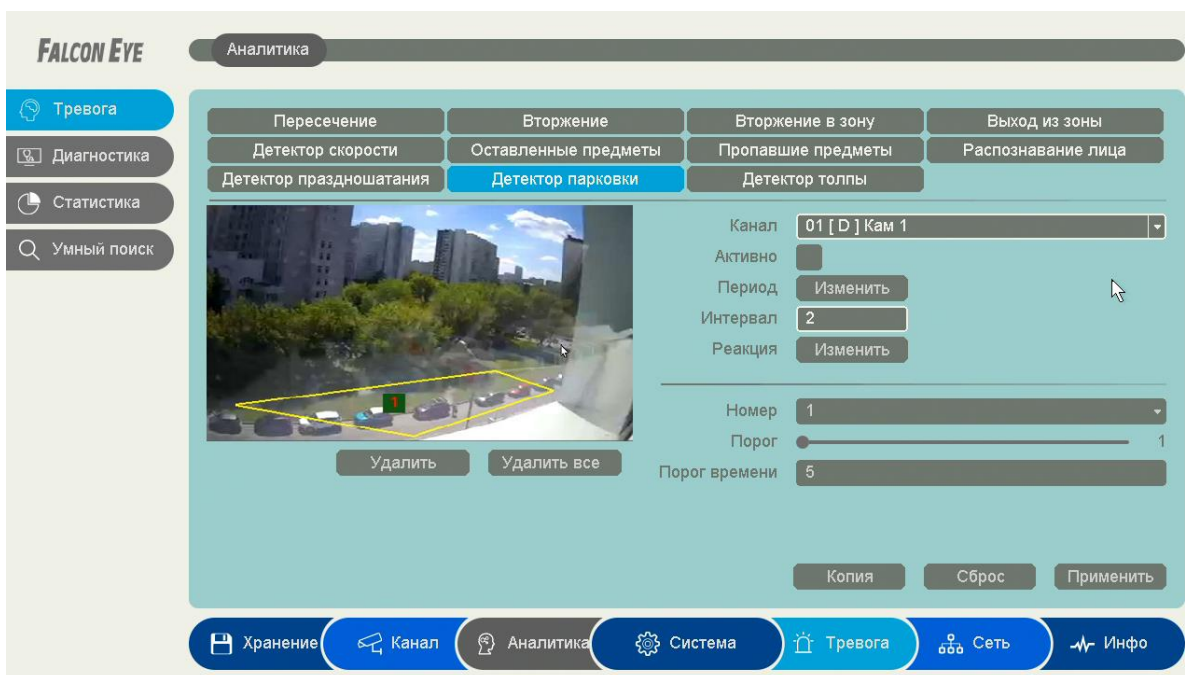 FALCON EYE
Аналитика
Тревога
Диагностика
Статистика
Умный поиск
Пересечение Вторжение Вторжение в зону Выход из зоны
Детектор скорости Оставленные предметы Пропавшие предметы Распознавание лица
Детектор праздношатания Детектор парковки Детектор толпы
1
Удалить Удалить все
Канал 01 [ D ] Кам 1
Активно
Период Изменить
Интервал 2
Реакция Изменить
Номер 1
Порог 1
Порог времени 5
Копия Сброс Применить
Хранение Канал Аналитика Система Тревога Сеть Инфо